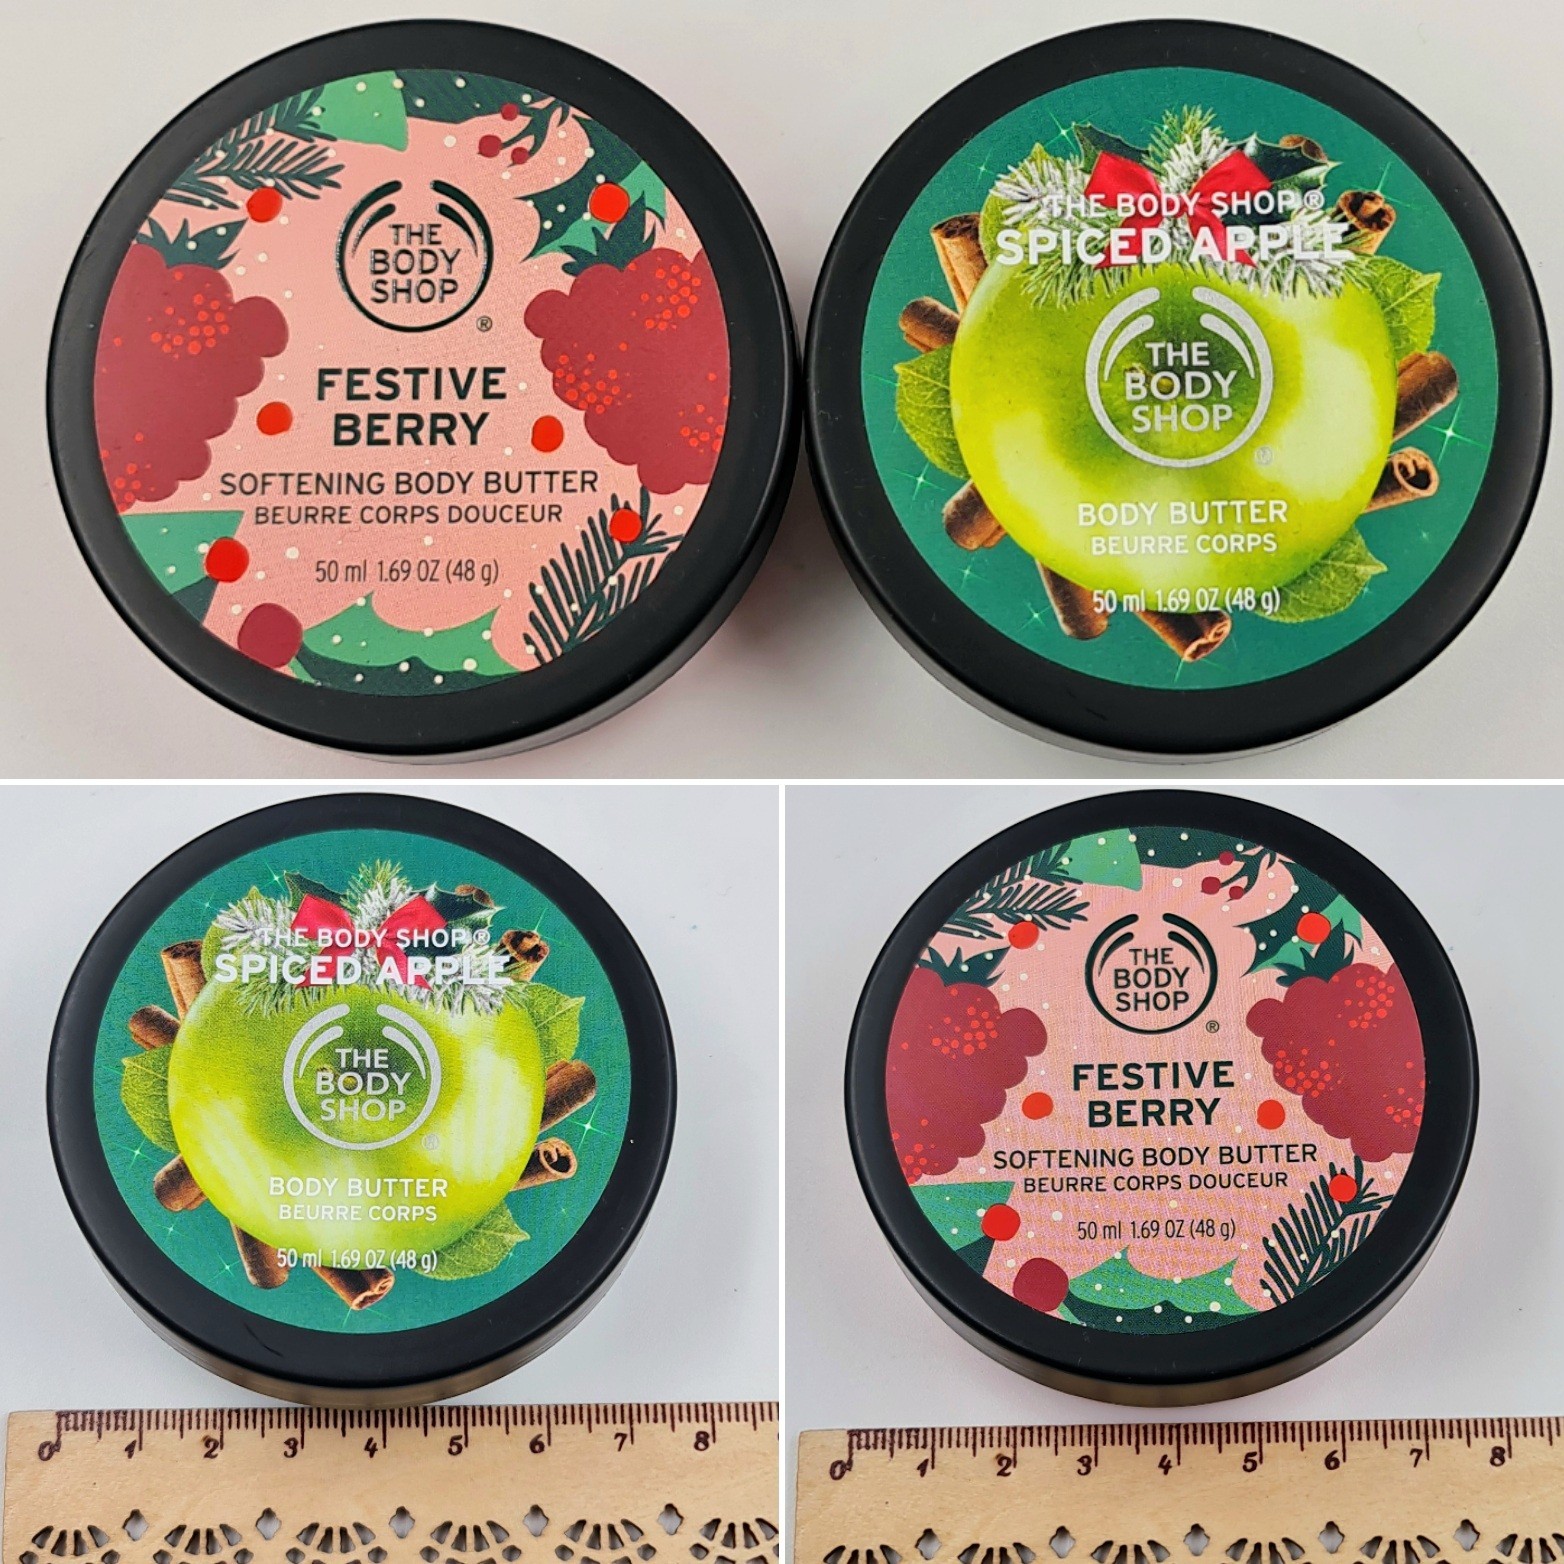 THE
BODY
SHOP
®
FESTIVE
BERRY
SOFTENING BODY BUTTER
BEURRE CORPS DOUCEUR
50 ml 1.69 OZ (48 g)
THE BODY SHOP®
SPICED APPLE
THE
BODY
SHOP
®
BODY BUTTER
BEURRE CORPS
50 ml 1.69 OZ (48 g)
THE BODY SHOP®
SPICED APPLE
THE
BODY
SHOP
®
BODY BUTTER
BEURRE CORPS
50 ml 1.69 OZ (48 g)
0 1 2 3 4 5 6 7 8
THE
BODY
SHOP
®
FESTIVE
BERRY
SOFTENING BODY BUTTER
BEURRE CORPS DOUCEUR
50 ml 1.69 OZ (48 g)
0 1 2 3 4 5 6 7 8